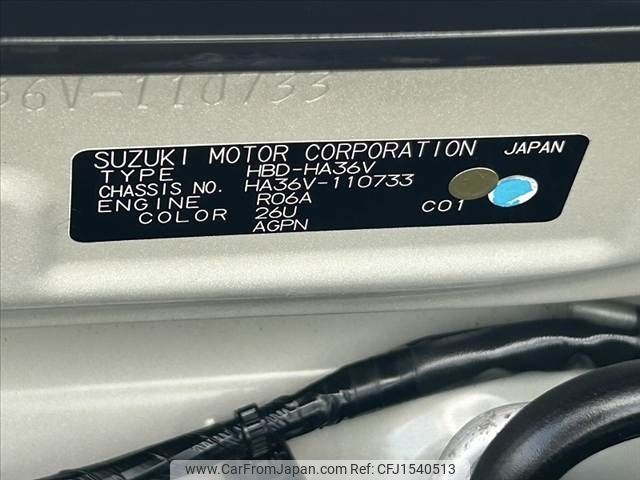 36V-110733
SUZUKI MOTOR CORPORATION JAPAN
TYPE HBD-HA36V
CHASSIS NO. HA36V-110733
ENGINE R06A
COLOR 26U C01
AGPN
www.CarFromJapan.com | REF ID: CFJ1540513